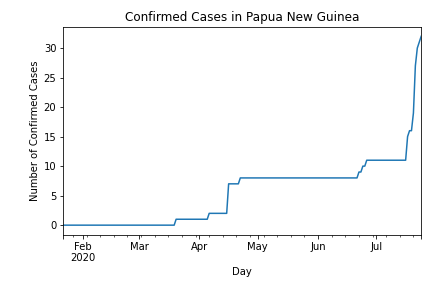 Confirmed Cases in Papua New Guinea
Number of Confirmed Cases
30
25
20
15
10
5
0
Feb Mar Apr May Jun Jul
2020
Day